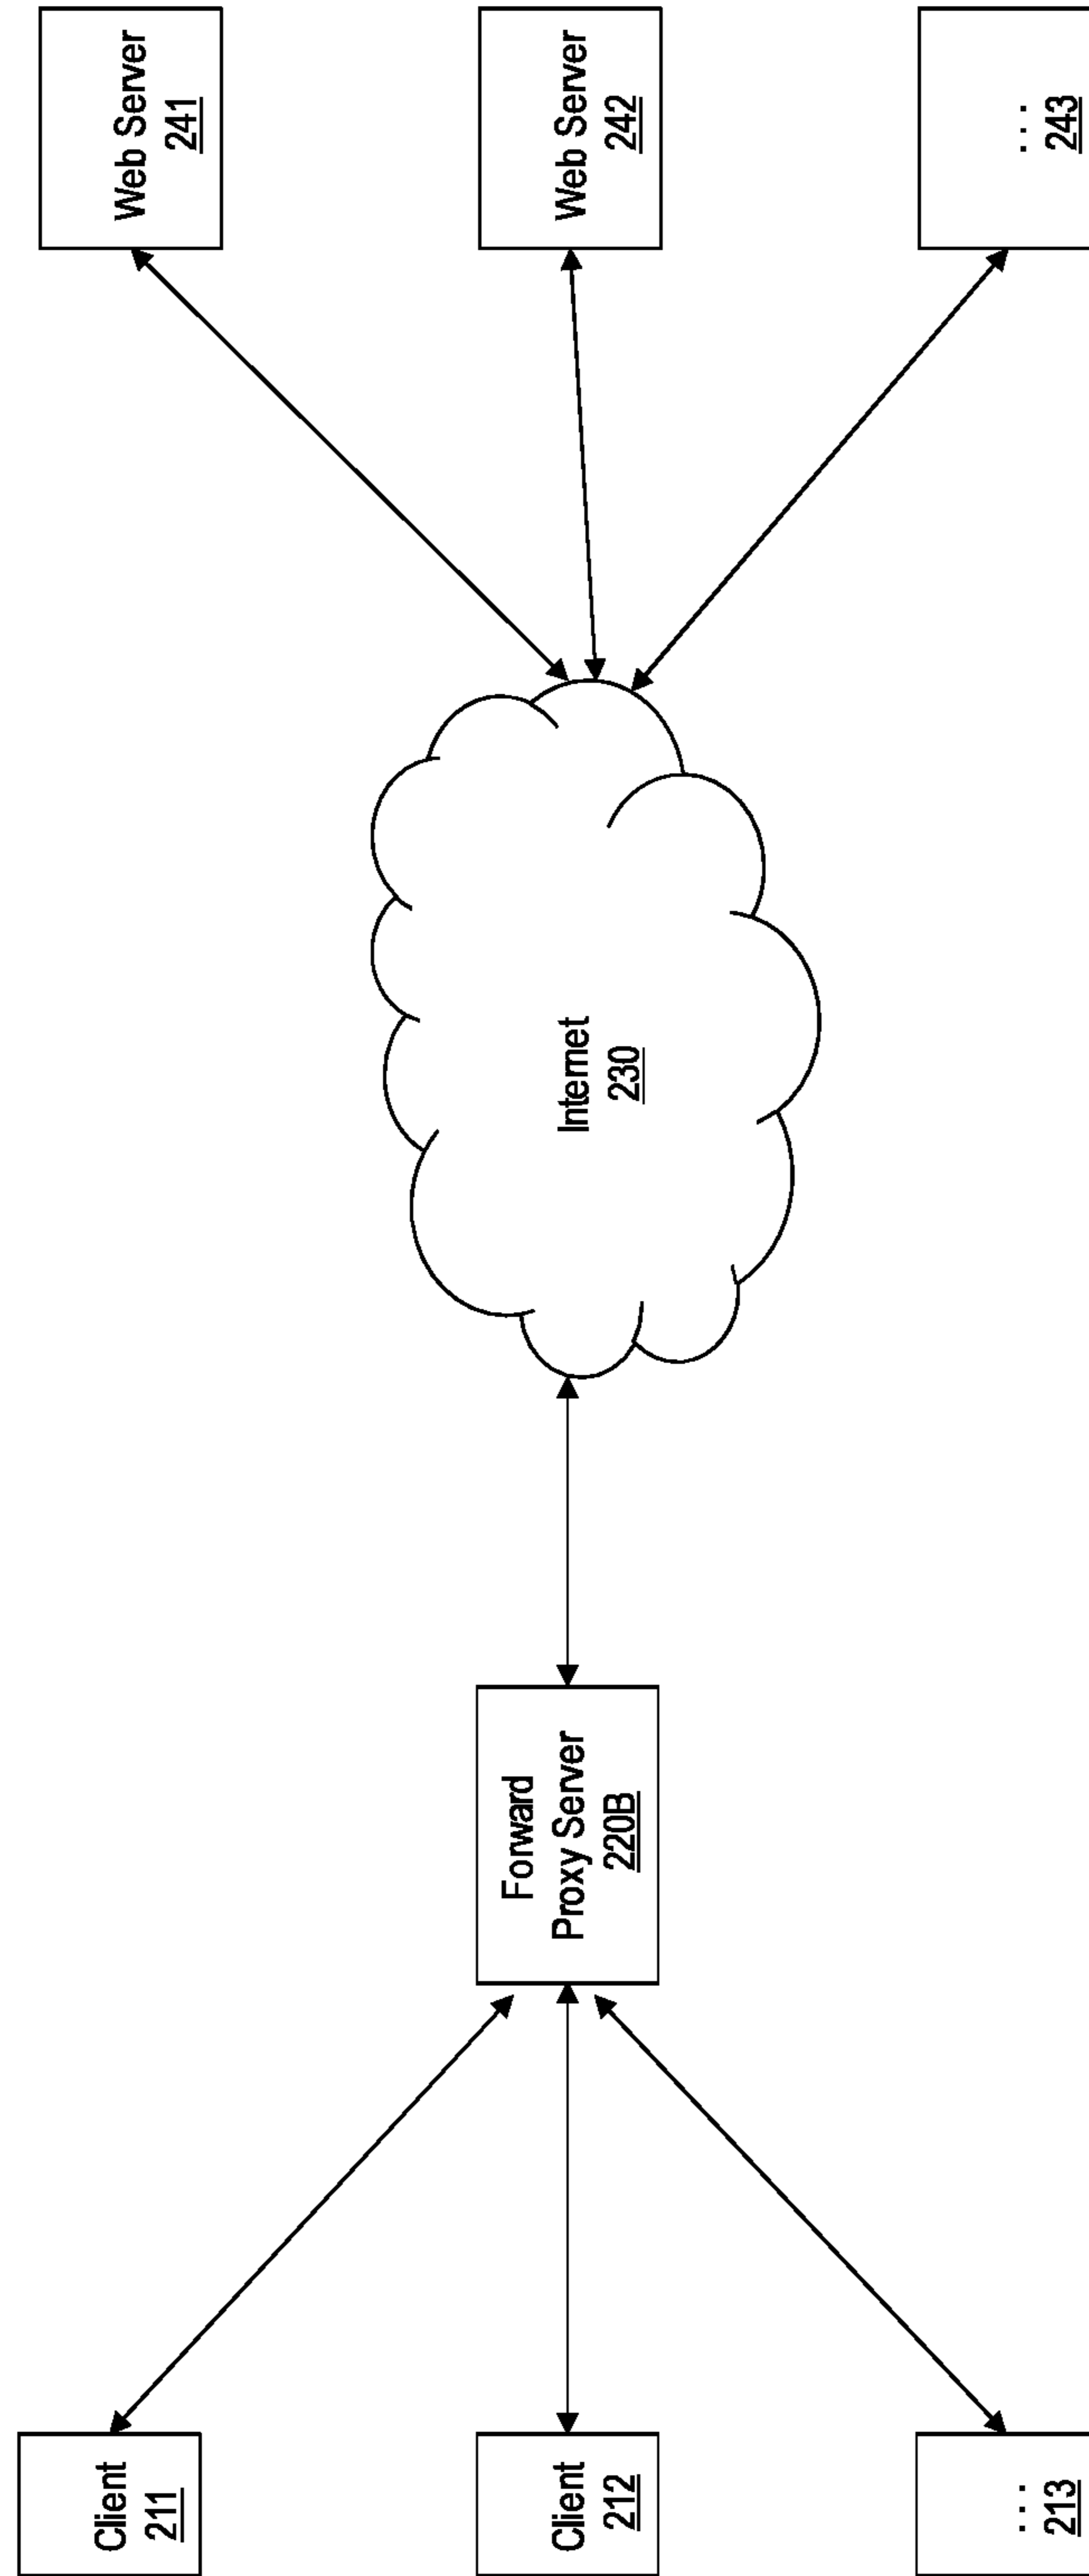 Client
211
Client
212
. . .
213
Forward
Proxy Server
220B
Internet
230
Web Server
241
Web Server
242
. . .
243